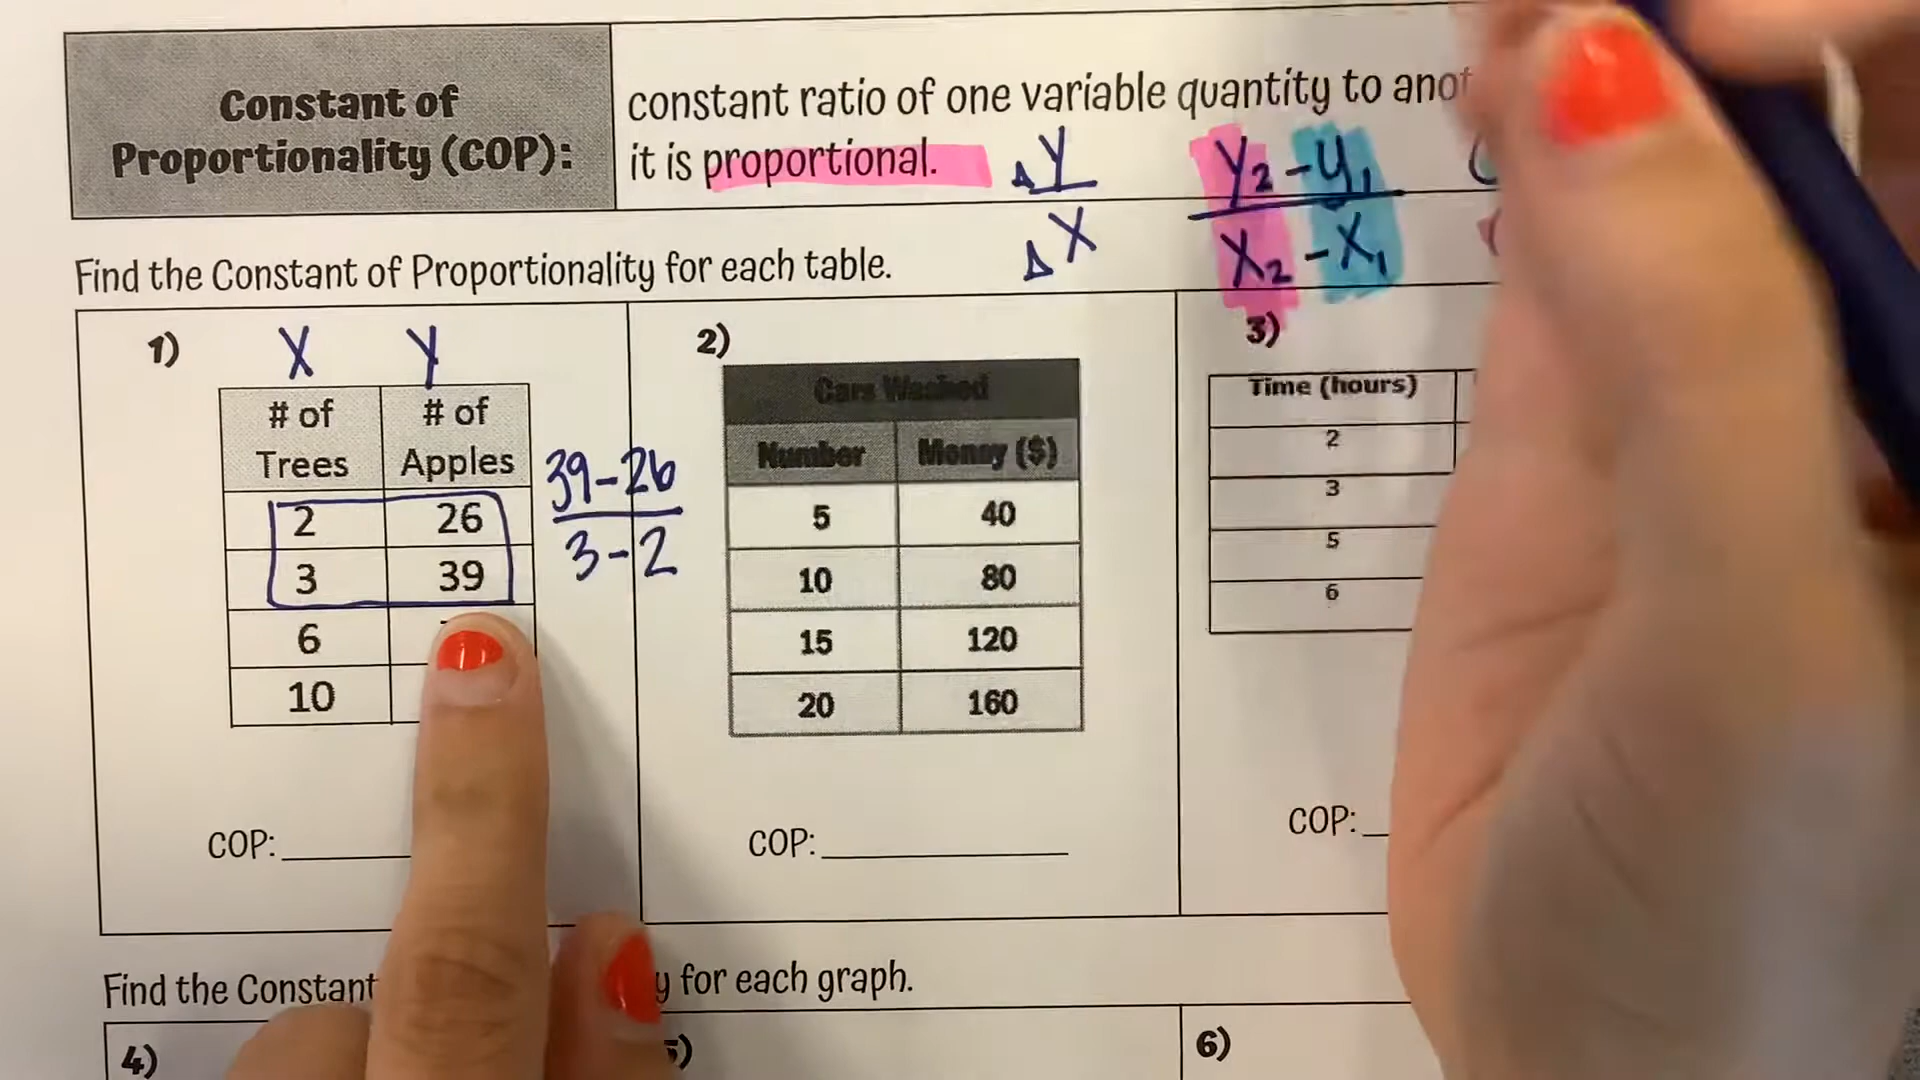 Constant of
Proportionality (COP):
constant ratio of one variable quantity to
it is proportional.
ΔY
ΔX
Y2 - Y1
X2 - X1
Find the Constant of Proportionality for each table.
1)
X Y
# of Trees # of Apples
2 26
3 39
6
10
39-26
3-2
COP:
2)
Cars Washed
Number Money ($)
5 40
10 80
15 120
20 160
COP:
3)
Time (hours)
2
3
5
6
COP:
Find the Constant y for each graph.
4)
5)
6)